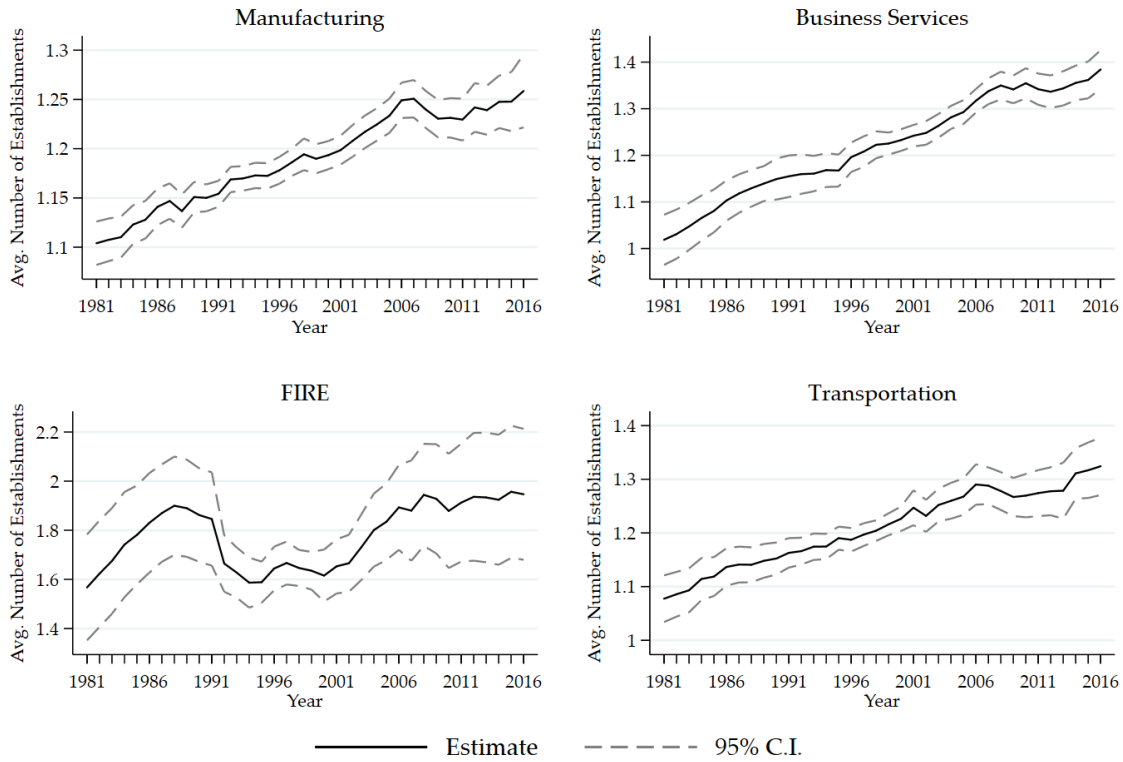 Manufacturing
Avg. Number of Establishments
1.3
1.25
1.2
1.15
1.1
1981 1986 1991 1996 2001 2006 2011 2016
Year
Business Services
Avg. Number of Establishments
1.4
1.3
1.2
1.1
1
1981 1986 1991 1996 2001 2006 2011 2016
Year
FIRE
Avg. Number of Establishments
2.2
2
1.8
1.6
1.4
1981 1986 1991 1996 2001 2006 2011 2016
Year
Transportation
Avg. Number of Establishments
1.4
1.3
1.2
1.1
1
1981 1986 1991 1996 2001 2006 2011 2016
Year
Estimate 95% C.I.